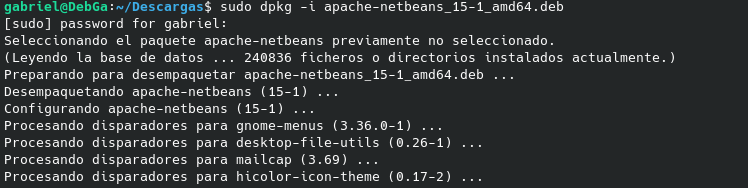 gabriel@DebGa:~/Descargas$ sudo dpkg -i apache-netbeans_15-1_amd64.deb
[sudo] password for gabriel:
Seleccionando el paquete apache-netbeans previamente no seleccionado.
(Leyendo la base de datos ... 240836 ficheros o directorios instalados actualmente.)
Preparando para desempaquetar apache-netbeans_15-1_amd64.deb ...
Desempaquetando apache-netbeans (15-1) ...
Configurando apache-netbeans (15-1) ...
Procesando disparadores para gnome-menus (3.36.0-1) ...
Procesando disparadores para desktop-file-utils (0.26-1) ...
Procesando disparadores para mailcap (3.69) ...
Procesando disparadores para hicolor-icon-theme (0.17-2) ...